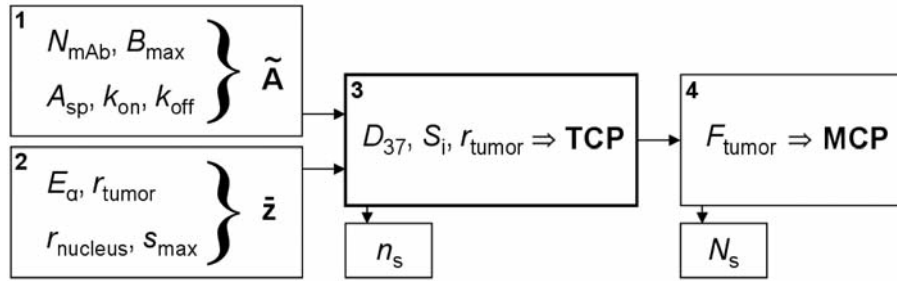 1
N_mAb, B_max
A_sp, k_on, k_off
Ã
2
E_α, r_tumor
r_nucleus, s_max
z̄
3
D_37, S_i, r_tumor ⇒ TCP
n_s
4
F_tumor ⇒ MCP
N_s